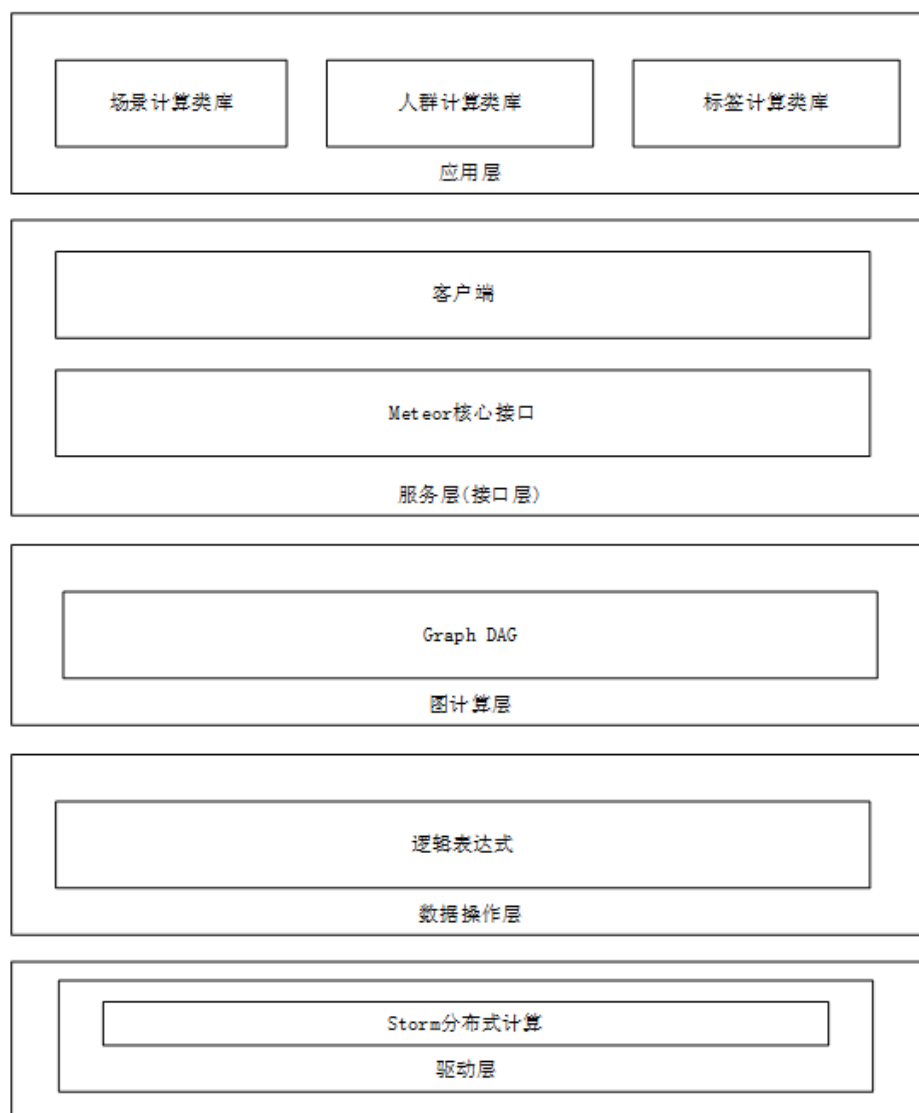 场景计算类库
人群计算类库
标签计算类库
应用层
客户端
Meteor核心接口
服务层(接口层)
Graph DAG
图计算层
逻辑表达式
数据操作层
Storm分布式计算
驱动层